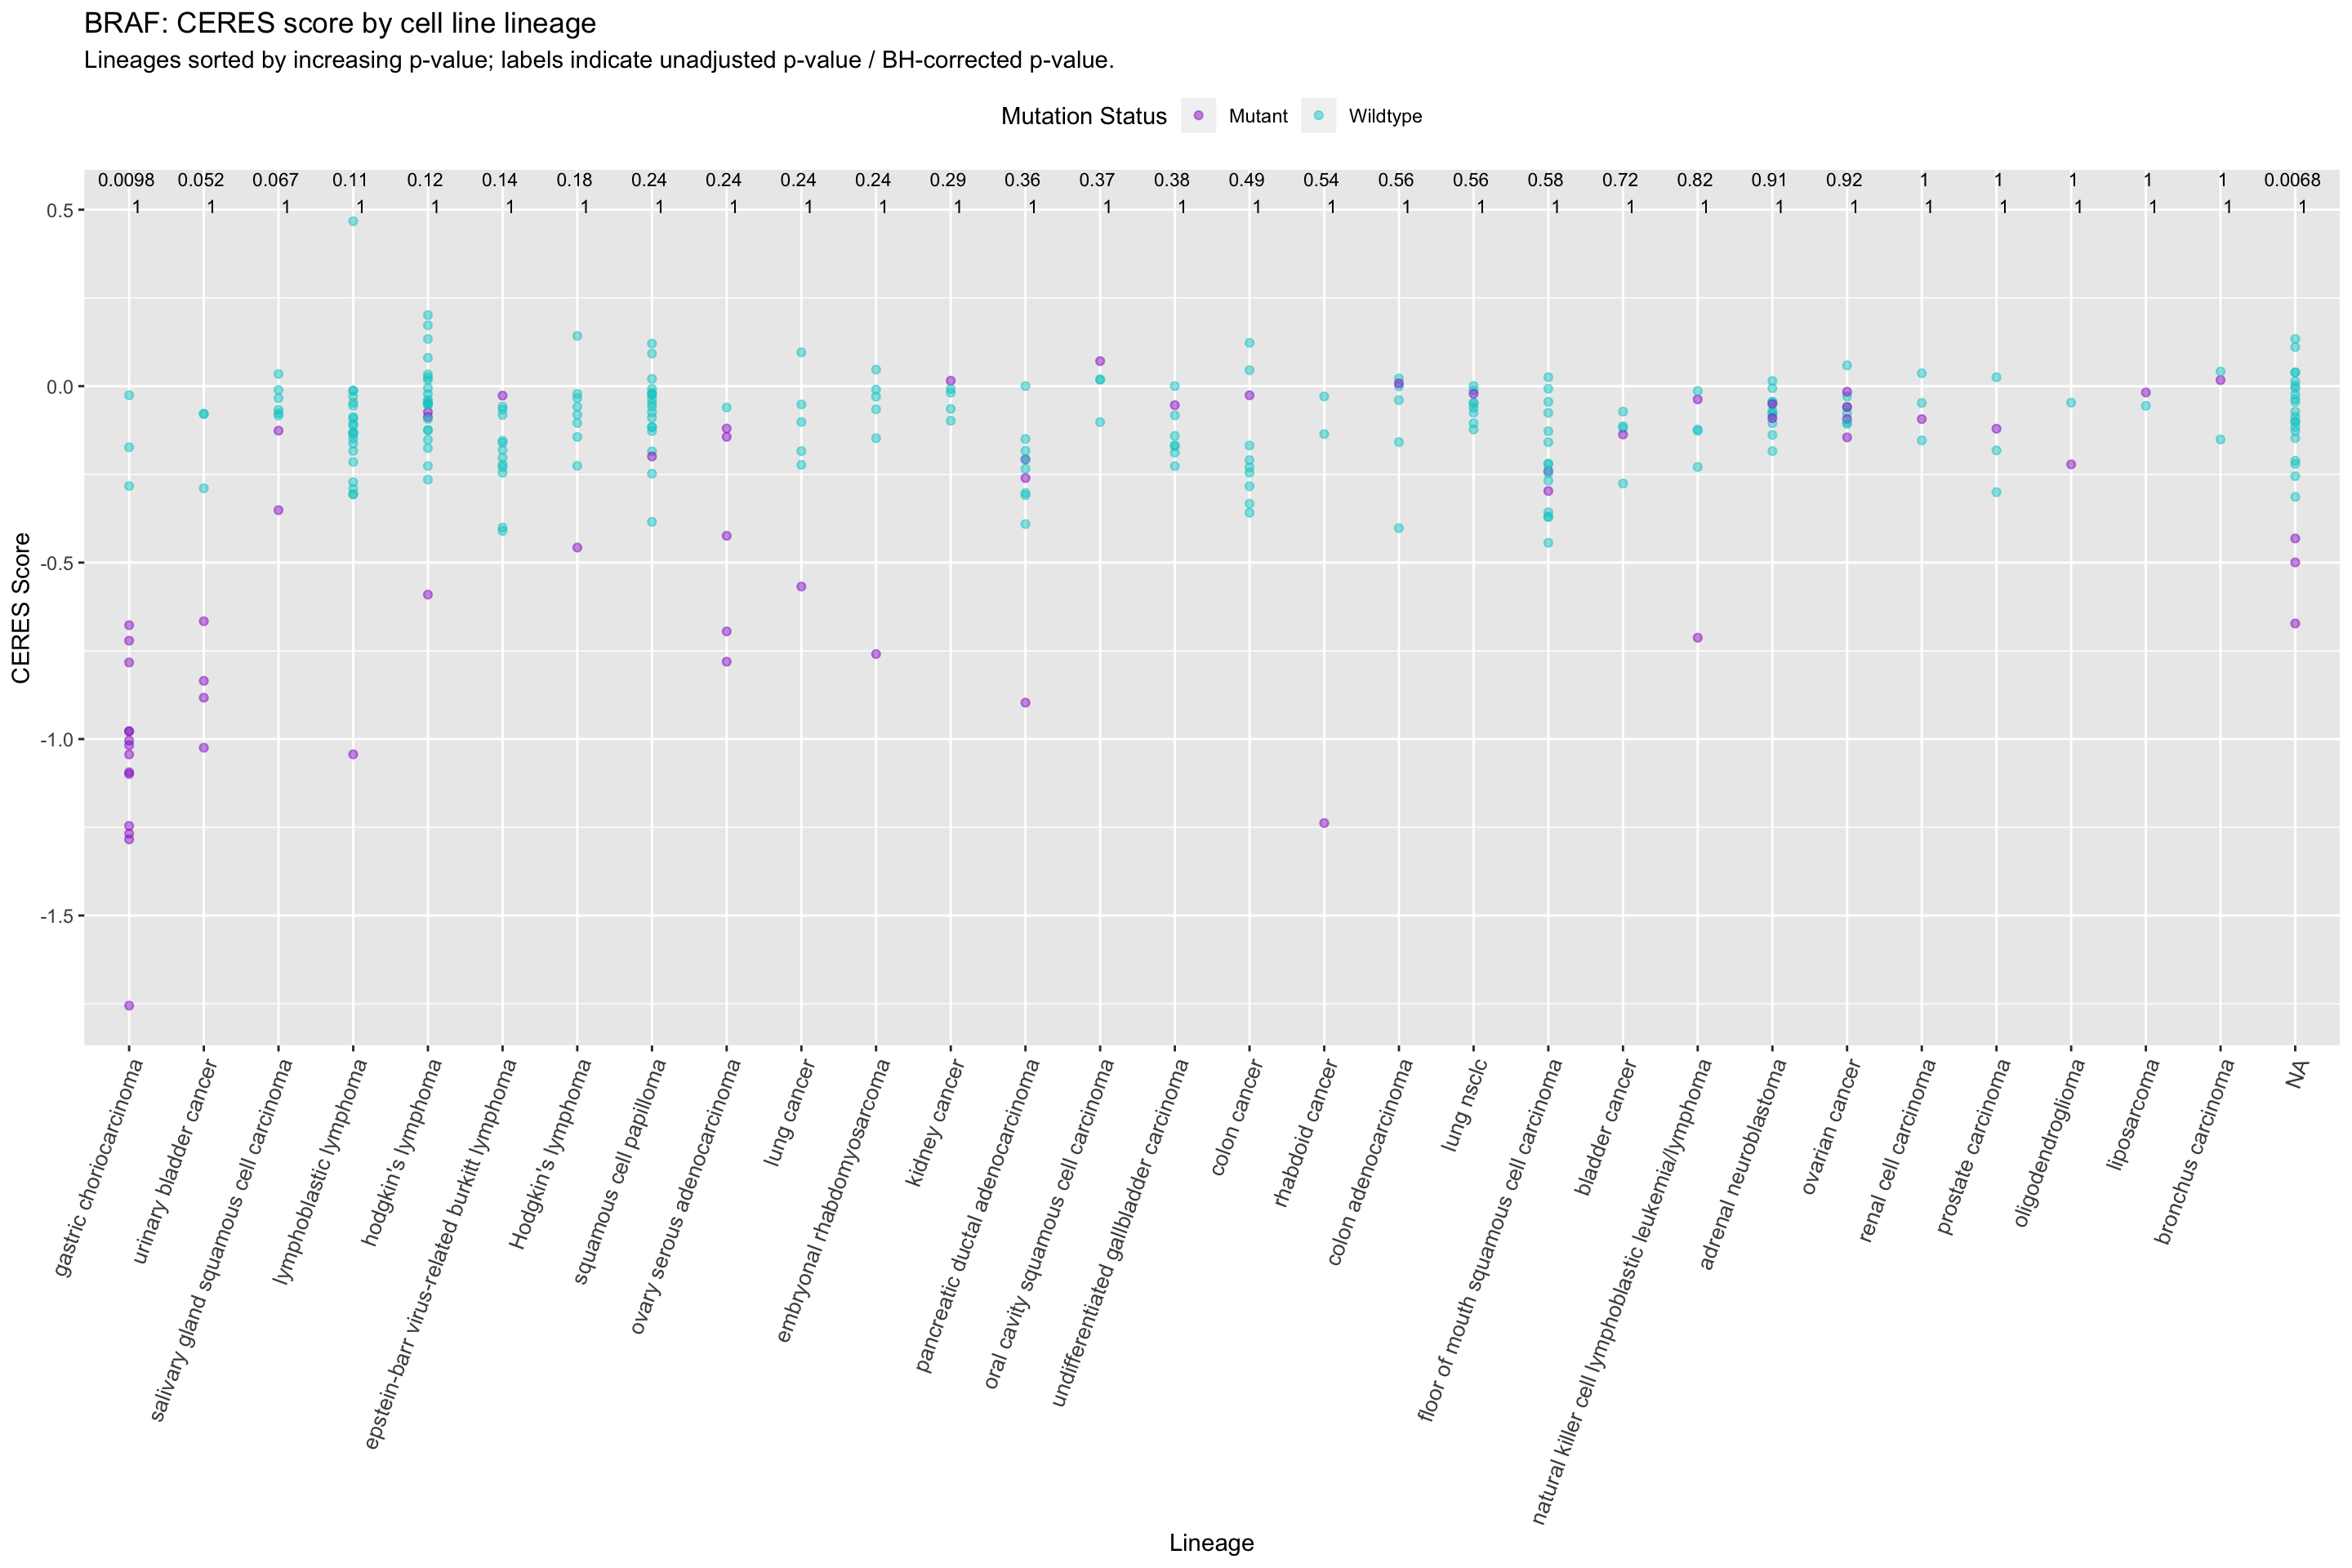 BRAF: CERES score by cell line lineage
Lineages sorted by increasing p-value; labels indicate unadjusted p-value / BH-corrected p-value.
Mutation Status Mutant Wildtype
0.0098 0.052 0.067 0.11 0.12 0.14 0.18 0.24 0.24 0.24 0.24 0.29 0.36 0.37 0.38 0.49 0.54 0.56 0.56 0.58 0.72 0.82 0.91 0.92 1 1 1 1 1 0.0068
1 1 1 1 1 1 1 1 1 1 1 1 1 1 1 1 1 1 1 1 1 1 1 1 1 1 1 1 1 1
0.5
0.0
-0.5
-1.0
-1.5
CERES Score
gastric choriocarcinoma
urinary bladder cancer
salivary gland squamous cell carcinoma
lymphoblastic lymphoma
hodgkin's lymphoma
epstein-barr virus-related burkitt lymphoma
Hodgkin's lymphoma
squamous cell papilloma
ovary serous adenocarcinoma
lung cancer
embryonal rhabdomyosarcoma
kidney cancer
pancreatic ductal adenocarcinoma
oral cavity squamous cell carcinoma
undifferentiated gallbladder carcinoma
colon cancer
rhabdoid cancer
colon adenocarcinoma
lung nsclc
floor of mouth squamous cell carcinoma
bladder cancer
natural killer cell lymphoblastic leukemia/lymphoma
adrenal neuroblastoma
ovarian cancer
renal cell carcinoma
prostate carcinoma
oligodendroglioma
liposarcoma
bronchus carcinoma
NA
Lineage